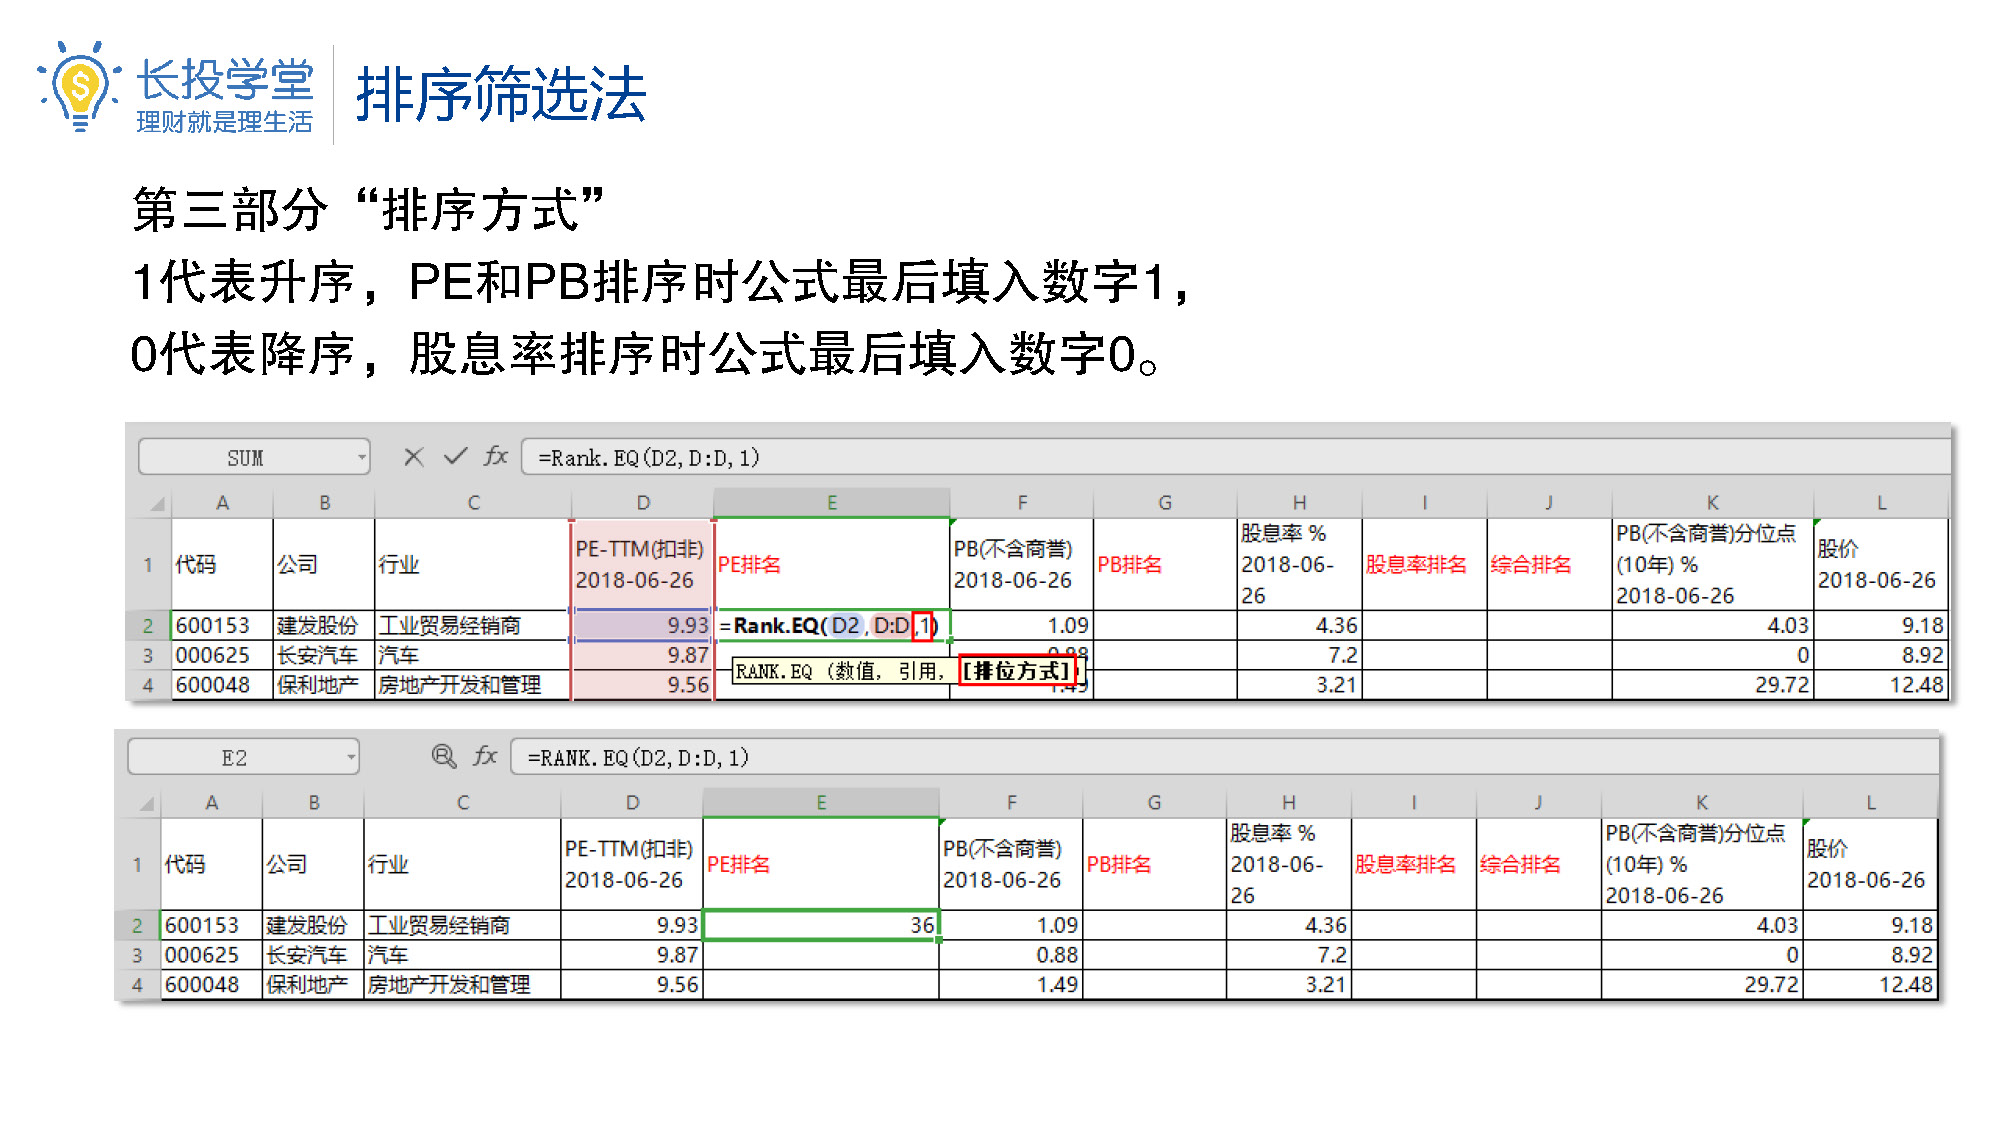 长投学堂
理财就是理生活
排序筛选法
第三部分“排序方式”
1代表升序，PE和PB排序时公式最后填入数字1，
0代表降序，股息率排序时公式最后填入数字0。
SUM fx =Rank.EQ(D2,D:D,1)
A B C D E F G H I J K L
1 代码 公司 行业 PE-TTM(扣非) 2018-06-26 PE排名 PB(不含商誉) 2018-06-26 PB排名 股息率 % 2018-06-26 股息率排名 综合排名 PB(不含商誉)分位点(10年) % 2018-06-26 股价 2018-06-26
2 600153 建发股份 工业贸易经销商 9.93 =Rank.EQ(D2,D:D,1) 1.09 4.36 4.03 9.18
3 000625 长安汽车 汽车 9.87 0.88 7.2 0 8.92
RANK.EQ (数值, 引用, [排位方式])
4 600048 保利地产 房地产开发和管理 9.56 1.49 3.21 29.72 12.48
E2 fx =RANK.EQ(D2,D:D,1)
A B C D E F G H I J K L
1 代码 公司 行业 PE-TTM(扣非) 2018-06-26 PE排名 PB(不含商誉) 2018-06-26 PB排名 股息率 % 2018-06-26 股息率排名 综合排名 PB(不含商誉)分位点(10年) % 2018-06-26 股价 2018-06-26
2 600153 建发股份 工业贸易经销商 9.93 36 1.09 4.36 4.03 9.18
3 000625 长安汽车 汽车 9.87 0.88 7.2 0 8.92
4 600048 保利地产 房地产开发和管理 9.56 1.49 3.21 29.72 12.48